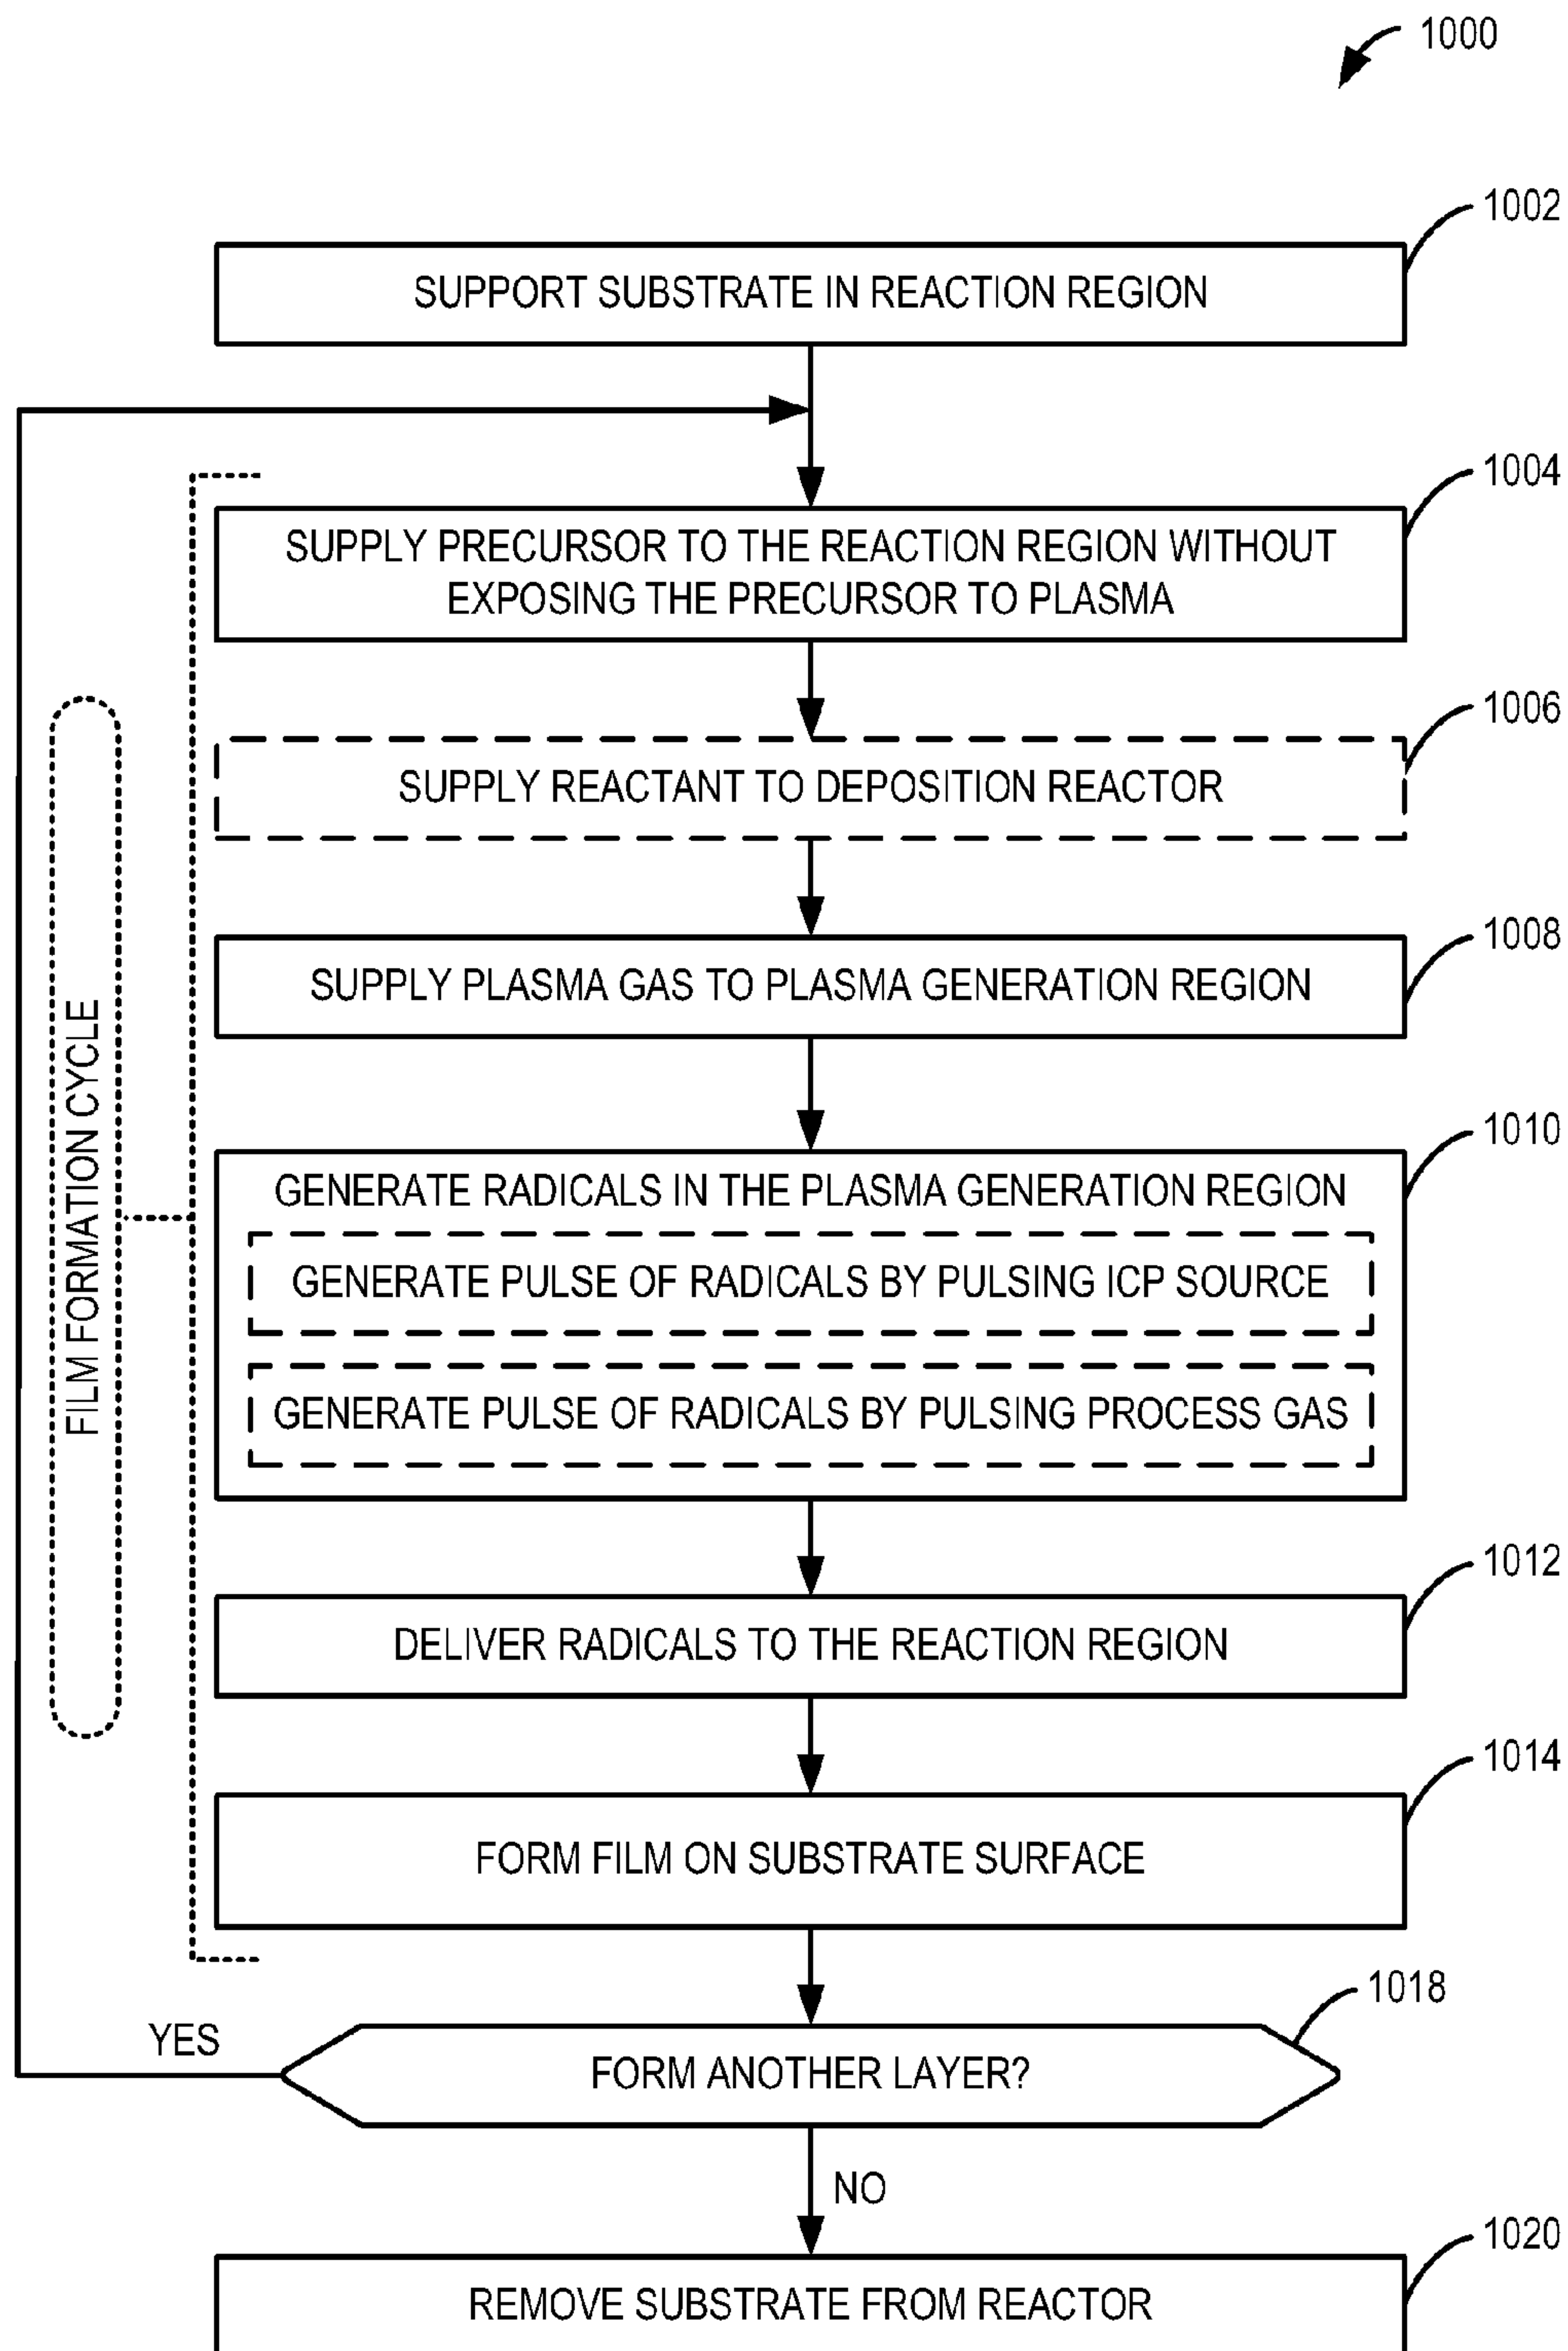 1000
1002
SUPPORT SUBSTRATE IN REACTION REGION
1004
SUPPLY PRECURSOR TO THE REACTION REGION WITHOUT
EXPOSING THE PRECURSOR TO PLASMA
1006
SUPPLY REACTANT TO DEPOSITION REACTOR
1008
SUPPLY PLASMA GAS TO PLASMA GENERATION REGION
FILM FORMATION CYCLE
1010
GENERATE RADICALS IN THE PLASMA GENERATION REGION
GENERATE PULSE OF RADICALS BY PULSING ICP SOURCE
GENERATE PULSE OF RADICALS BY PULSING PROCESS GAS
1012
DELIVER RADICALS TO THE REACTION REGION
1014
FORM FILM ON SUBSTRATE SURFACE
1018
YES
FORM ANOTHER LAYER?
NO
1020
REMOVE SUBSTRATE FROM REACTOR